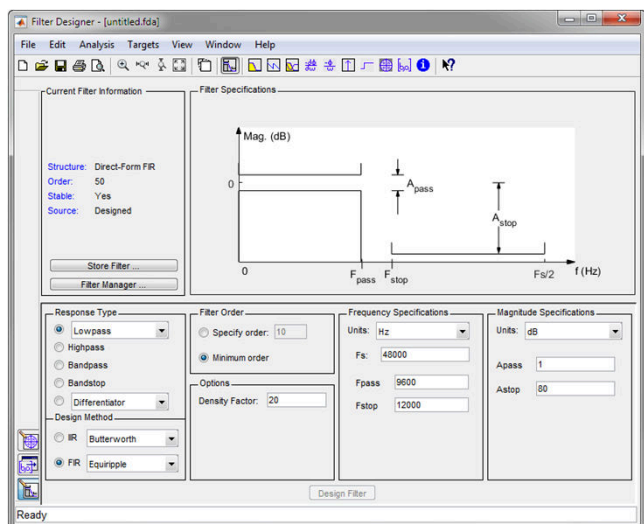 Filter Designer - [untitled.fda]
File Edit Analysis Targets View Window Help
Current Filter Information
Structure: Direct-Form FIR
Order: 50
Stable: Yes
Source: Designed
Store Filter ...
Filter Manager ...
Filter Specifications
Mag. (dB)
0
A pass
A stop
0
F pass
F stop
Fs/2
f (Hz)
Response Type
Lowpass
Highpass
Bandpass
Bandstop
Differentiator
Design Method
IIR Butterworth
FIR Equiripple
Filter Order
Specify order: 10
Minimum order
Options
Density Factor: 20
Frequency Specifications
Units: Hz
Fs: 48000
Fpass 9600
Fstop 12000
Magnitude Specifications
Units: dB
Apass 1
Astop 80
Design Filter
Ready